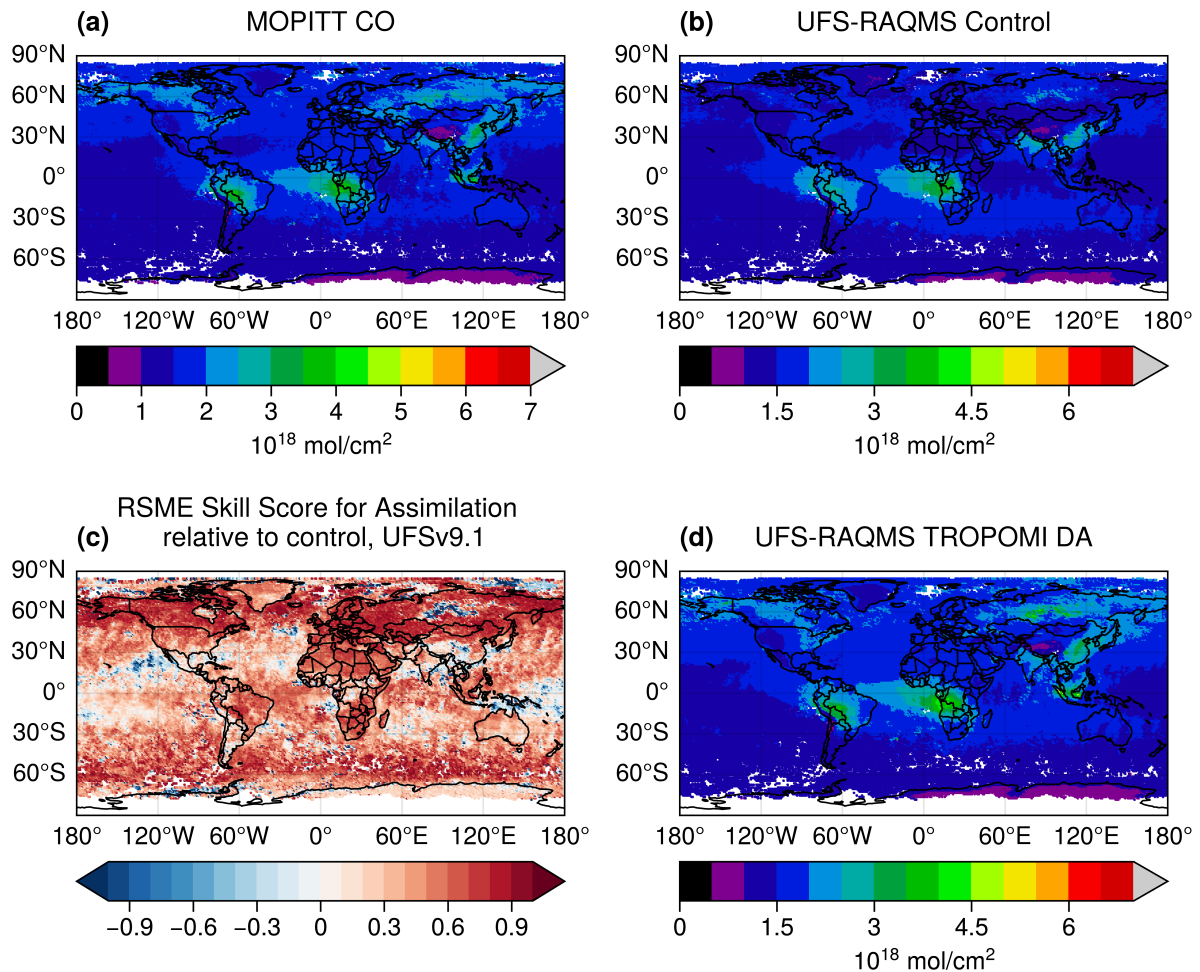 (a) MOPITT CO
90°N
60°N
30°N
0°
30°S
60°S
180° 120°W 60°W 0° 60°E 120°E 180°
0 1 2 3 4 5 6 7
10¹⁸ mol/cm²
(b) UFS-RAQMS Control
90°N
60°N
30°N
0°
30°S
60°S
180° 120°W 60°W 0° 60°E 120°E 180°
0 1.5 3 4.5 6
10¹⁸ mol/cm²
RSME Skill Score for Assimilation
(c) relative to control, UFSv9.1
90°N
60°N
30°N
0°
30°S
60°S
180° 120°W 60°W 0° 60°E 120°E 180°
−0.9 −0.6 −0.3 0 0.3 0.6 0.9
(d) UFS-RAQMS TROPOMI DA
90°N
60°N
30°N
0°
30°S
60°S
180° 120°W 60°W 0° 60°E 120°E 180°
0 1.5 3 4.5 6
10¹⁸ mol/cm²